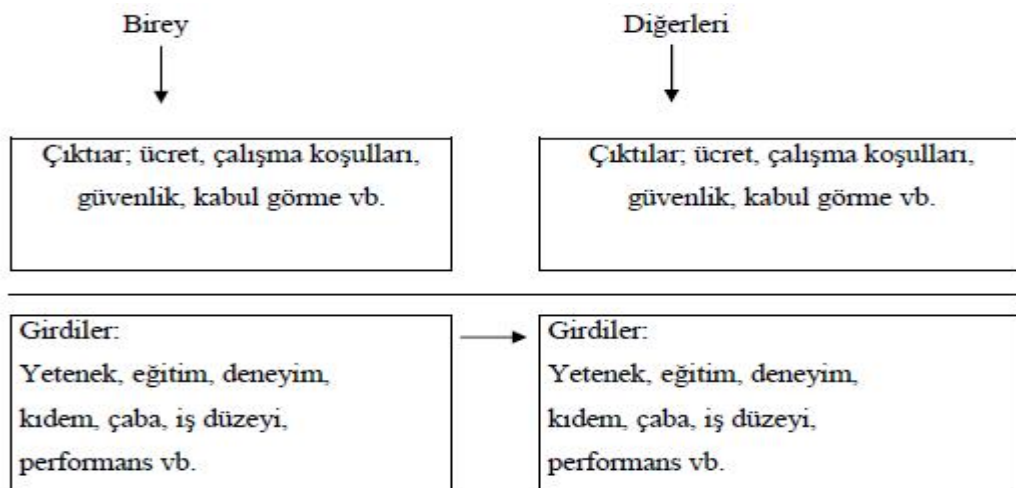 Birey
Diğerleri
Çıktıar; ücret, çalışma koşulları,
güvenlik, kabul görme vb.
Çıktılar; ücret, çalışma koşulları,
güvenlik, kabul görme vb.
Girdiler:
Yetenek, eğitim, deneyim,
kıdem, çaba, iş düzeyi,
performans vb.
Girdiler:
Yetenek, eğitim, deneyim,
kıdem, çaba, iş düzeyi,
performans vb.